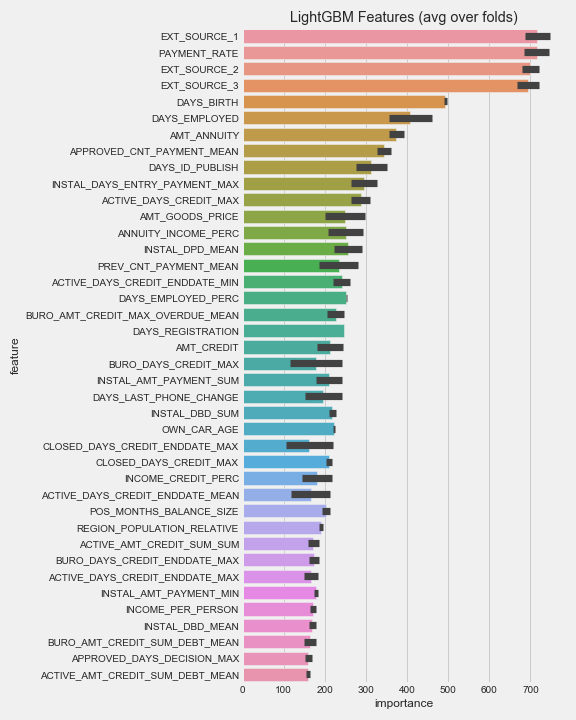 LightGBM Features (avg over folds)
EXT_SOURCE_1
PAYMENT_RATE
EXT_SOURCE_2
EXT_SOURCE_3
DAYS_BIRTH
DAYS_EMPLOYED
AMT_ANNUITY
APPROVED_CNT_PAYMENT_MEAN
DAYS_ID_PUBLISH
INSTAL_DAYS_ENTRY_PAYMENT_MAX
ACTIVE_DAYS_CREDIT_MAX
AMT_GOODS_PRICE
ANNUITY_INCOME_PERC
INSTAL_DPD_MEAN
PREV_CNT_PAYMENT_MEAN
ACTIVE_DAYS_CREDIT_ENDDATE_MIN
DAYS_EMPLOYED_PERC
BURO_AMT_CREDIT_MAX_OVERDUE_MEAN
DAYS_REGISTRATION
AMT_CREDIT
BURO_DAYS_CREDIT_MAX
INSTAL_AMT_PAYMENT_SUM
DAYS_LAST_PHONE_CHANGE
INSTAL_DBD_SUM
OWN_CAR_AGE
CLOSED_DAYS_CREDIT_ENDDATE_MAX
CLOSED_DAYS_CREDIT_MAX
INCOME_CREDIT_PERC
ACTIVE_DAYS_CREDIT_ENDDATE_MEAN
POS_MONTHS_BALANCE_SIZE
REGION_POPULATION_RELATIVE
ACTIVE_AMT_CREDIT_SUM_SUM
BURO_DAYS_CREDIT_ENDDATE_MAX
ACTIVE_DAYS_CREDIT_ENDDATE_MAX
INSTAL_AMT_PAYMENT_MIN
INCOME_PER_PERSON
INSTAL_DBD_MEAN
BURO_AMT_CREDIT_SUM_DEBT_MEAN
APPROVED_DAYS_DECISION_MAX
ACTIVE_AMT_CREDIT_SUM_DEBT_MEAN
feature
0 100 200 300 400 500 600 700
importance